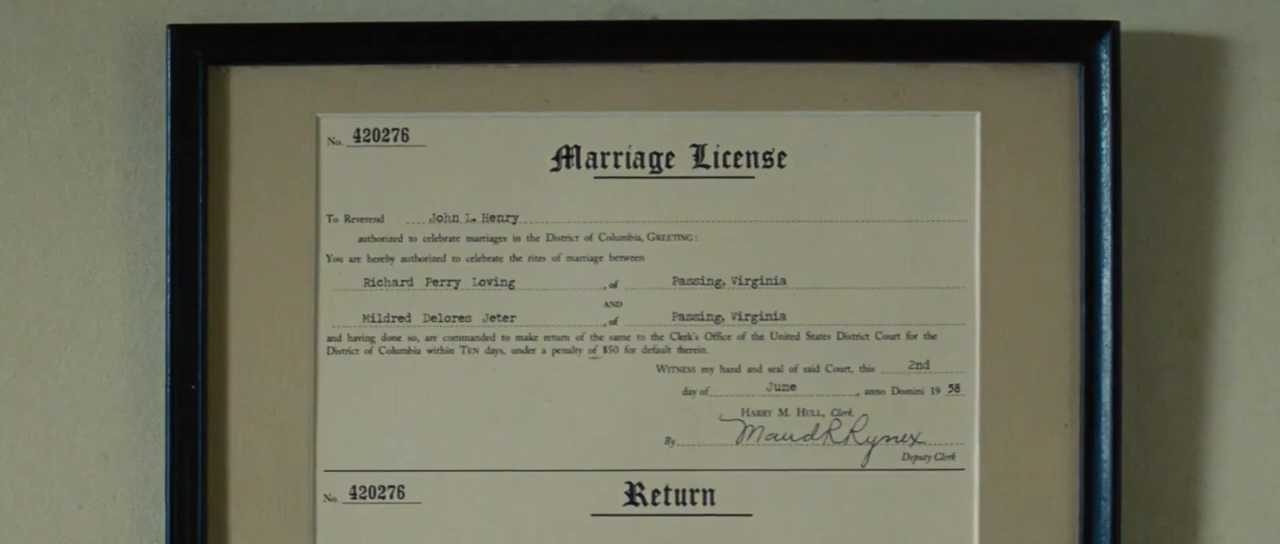 No. 420276
Marriage License
To Reverend John L. Henry
authorized to celebrate marriages in the District of Columbia, GREETING:
You are hereby authorized to celebrate the rites of marriage between
Richard Perry Loving, of Passing, Virginia
AND
Mildred Delores Jeter, of Passing, Virginia
and having done so, are commanded to make return of the same to the Clerk's Office of the United States District Court for the
District of Columbia within TEN days, under a penalty of $50 for default therein.
WITNESS my hand and seal of said Court, this 2nd
day of June, anno Domini 1958
HARRY M. HULL, Clerk.
By Maud R Rynex
Deputy Clerk
No. 420276
Return